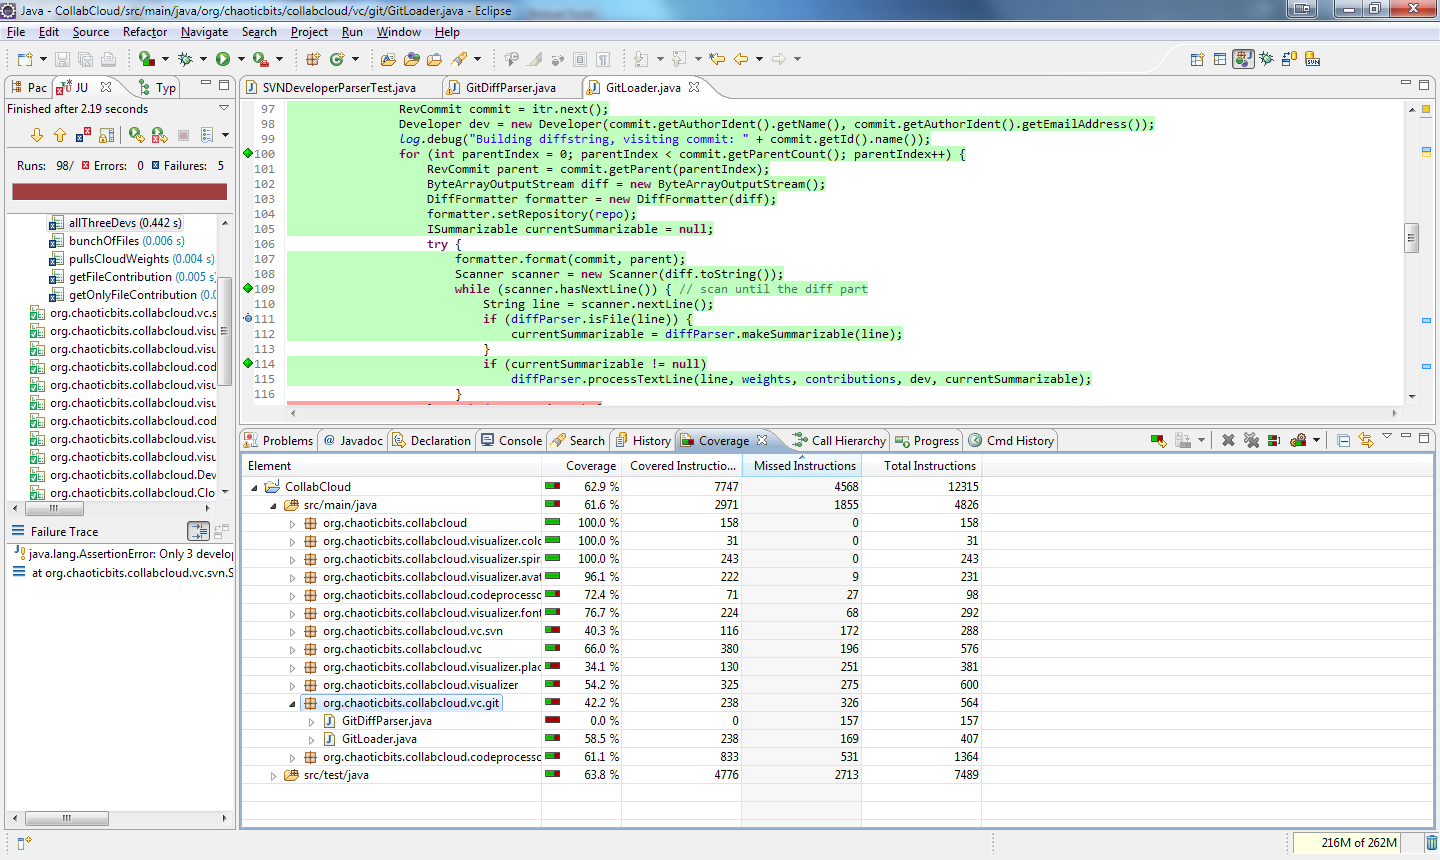 Java - CollabCloud/src/main/java/org/chaoticbits/collabcloud/vc/git/GitLoader.java - Eclipse
File Edit Source Refactor Navigate Search Project Run Window Help
Pac JU Typ
Finished after 2.19 seconds
Runs: 98/ Errors: 0 Failures: 5
allThreeDevs (0.442 s)
bunchOfFiles (0.006 s)
pullsCloudWeights (0.004 s)
getFileContribution (0.005 s)
getOnlyFileContribution (0.0
org.chaoticbits.collabcloud.vc.s
org.chaoticbits.collabcloud.visu
org.chaoticbits.collabcloud.visu
org.chaoticbits.collabcloud.cod
org.chaoticbits.collabcloud.visu
org.chaoticbits.collabcloud.visu
org.chaoticbits.collabcloud.cod
org.chaoticbits.collabcloud.visu
org.chaoticbits.collabcloud.visu
org.chaoticbits.collabcloud.Dev
org.chaoticbits.collabcloud.Clo
Failure Trace
java.lang.AssertionError: Only 3 develop
at org.chaoticbits.collabcloud.vc.svn.S
SVNDeveloperParserTest.java GitDiffParser.java GitLoader.java
97 RevCommit commit = itr.next();
98 Developer dev = new Developer(commit.getAuthorIdent().getName(), commit.getAuthorIdent().getEmailAddress());
99 log.debug("Building diffstring, visiting commit: " + commit.getId().name());
100 for (int parentIndex = 0; parentIndex < commit.getParentCount(); parentIndex++) {
101 RevCommit parent = commit.getParent(parentIndex);
102 ByteArrayOutputStream diff = new ByteArrayOutputStream();
103 DiffFormatter formatter = new DiffFormatter(diff);
104 formatter.setRepository(repo);
105 ISummarizable currentSummarizable = null;
106 try {
107 formatter.format(commit, parent);
108 Scanner scanner = new Scanner(diff.toString());
109 while (scanner.hasNextLine()) { // scan until the diff part
110 String line = scanner.nextLine();
111 if (diffParser.isFile(line)) {
112 currentSummarizable = diffParser.makeSummarizable(line);
113 }
114 if (currentSummarizable != null)
115 diffParser.processTextLine(line, weights, contributions, dev, currentSummarizable);
116 }
Problems Javadoc Declaration Console Search History Coverage Call Hierarchy Progress Cmd History
Element Coverage Covered Instructio... Missed Instructions Total Instructions
CollabCloud 62.9 % 7747 4568 12315
src/main/java 61.6 % 2971 1855 4826
org.chaoticbits.collabcloud 100.0 % 158 0 158
org.chaoticbits.collabcloud.visualizer.colo 100.0 % 31 0 31
org.chaoticbits.collabcloud.visualizer.spir 100.0 % 243 0 243
org.chaoticbits.collabcloud.visualizer.avat 96.1 % 222 9 231
org.chaoticbits.collabcloud.codeprocesso 72.4 % 71 27 98
org.chaoticbits.collabcloud.visualizer.font 76.7 % 224 68 292
org.chaoticbits.collabcloud.vc.svn 40.3 % 116 172 288
org.chaoticbits.collabcloud.vc 66.0 % 380 196 576
org.chaoticbits.collabcloud.visualizer.plac 34.1 % 130 251 381
org.chaoticbits.collabcloud.visualizer 54.2 % 325 275 600
org.chaoticbits.collabcloud.vc.git 42.2 % 238 326 564
GitDiffParser.java 0.0 % 0 157 157
GitLoader.java 58.5 % 238 169 407
org.chaoticbits.collabcloud.codeprocesso 61.1 % 833 531 1364
src/test/java 63.8 % 4776 2713 7489
216M of 262M